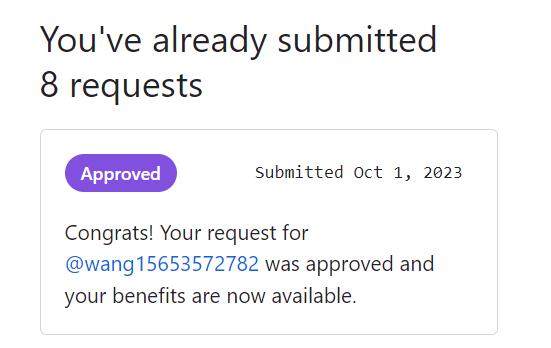 You've already submitted
8 requests
Approved
Submitted Oct 1, 2023
Congrats! Your request for
@wang15653572782 was approved and
your benefits are now available.